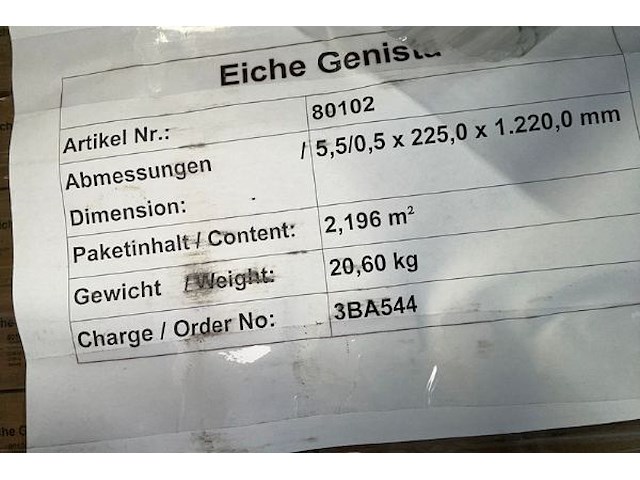 Eiche Genista
Artikel Nr.: 80102
Abmessungen / 5,5/0,5 x 225,0 x 1.220,0 mm
Dimension:
Paketinhalt / Content: 2,196 m²
Gewicht / Weight: 20,60 kg
Charge / Order No: 3BA544